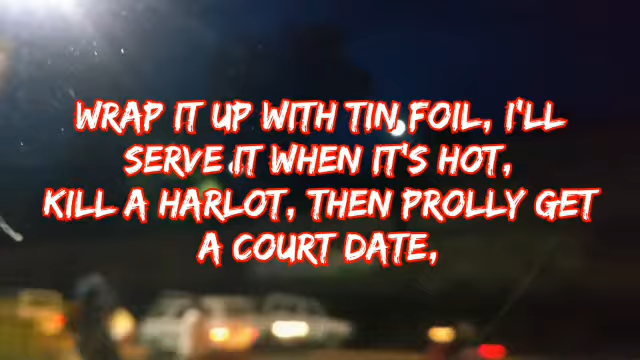 WRAP IT UP WITH TIN FOIL, I'LL
SERVE IT WHEN IT'S HOT,
KILL A HARLOT, THEN PROLLY GET
A COURT DATE,